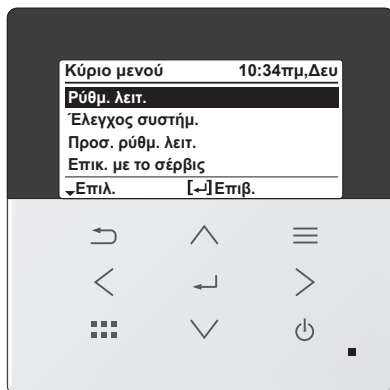 Κύριο μενού 10:34πμ,Δευ
Ρύθμ. λειτ.
Έλεγχος συστήμ.
Προσ. ρύθμ. λειτ.
Επικ. με το σέρβις
Επιλ. [↵]Επιβ.